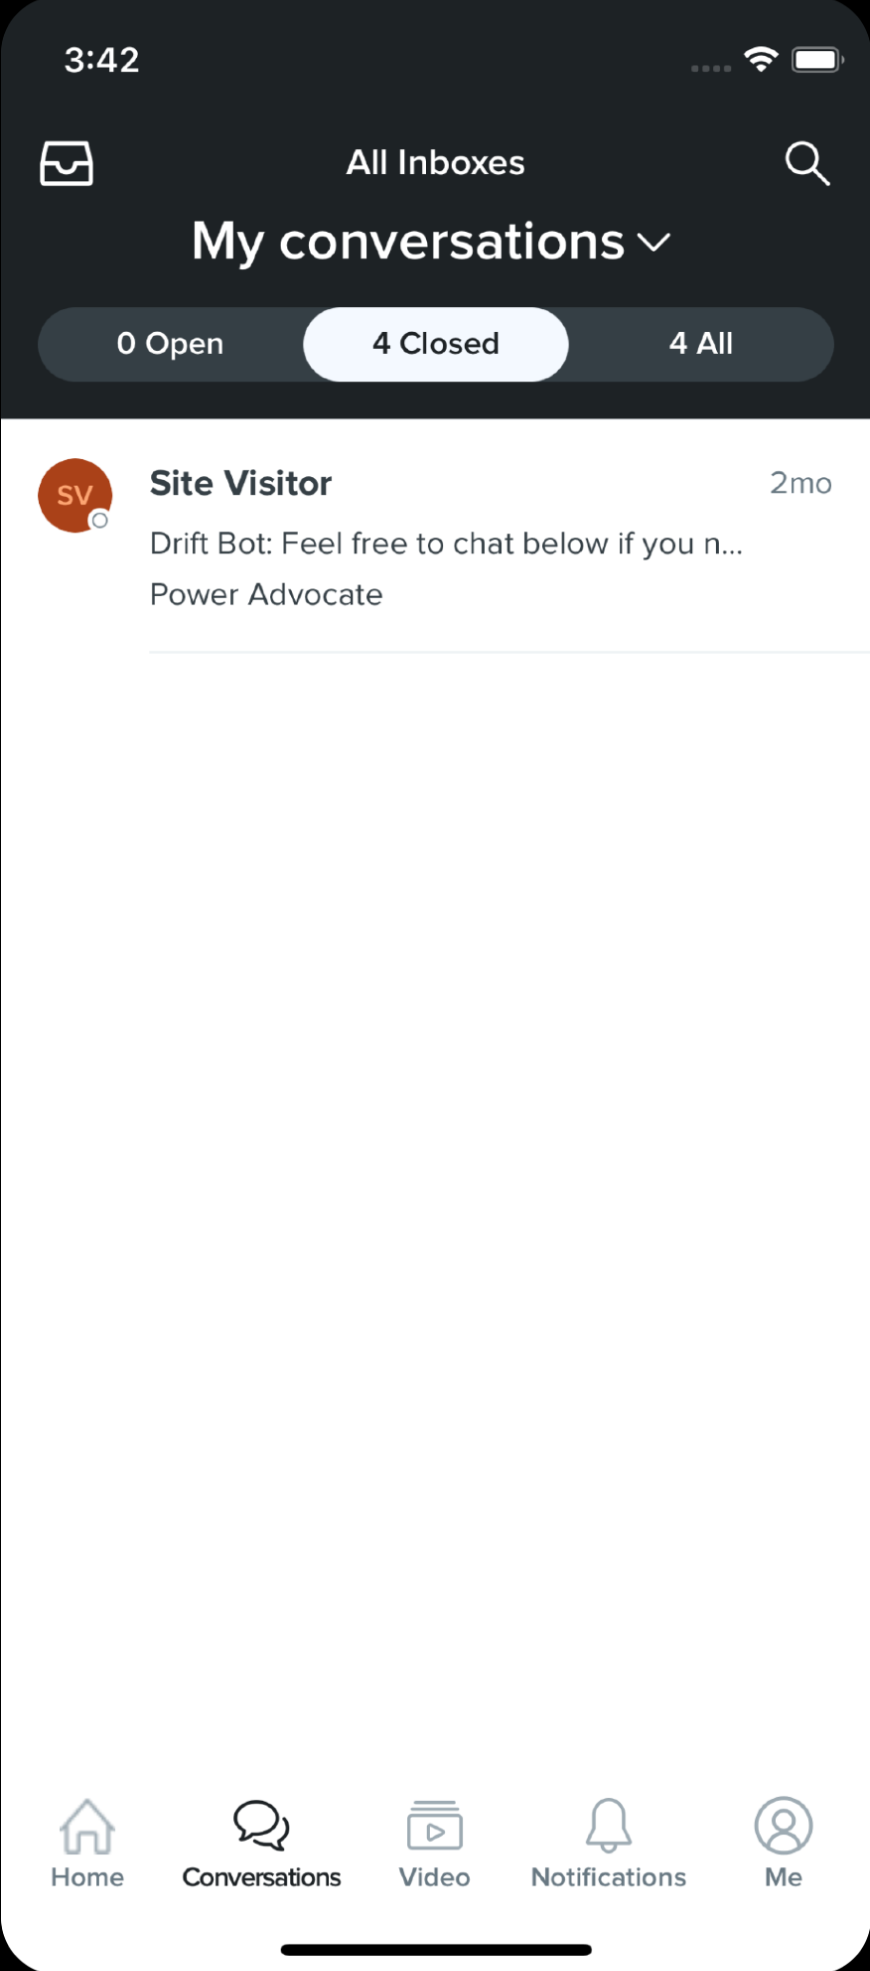 3:42
All Inboxes
My conversations
0 Open
4 Closed
4 All
SV
Site Visitor
2mo
Drift Bot: Feel free to chat below if you n...
Power Advocate
Home
Conversations
Video
Notifications
Me